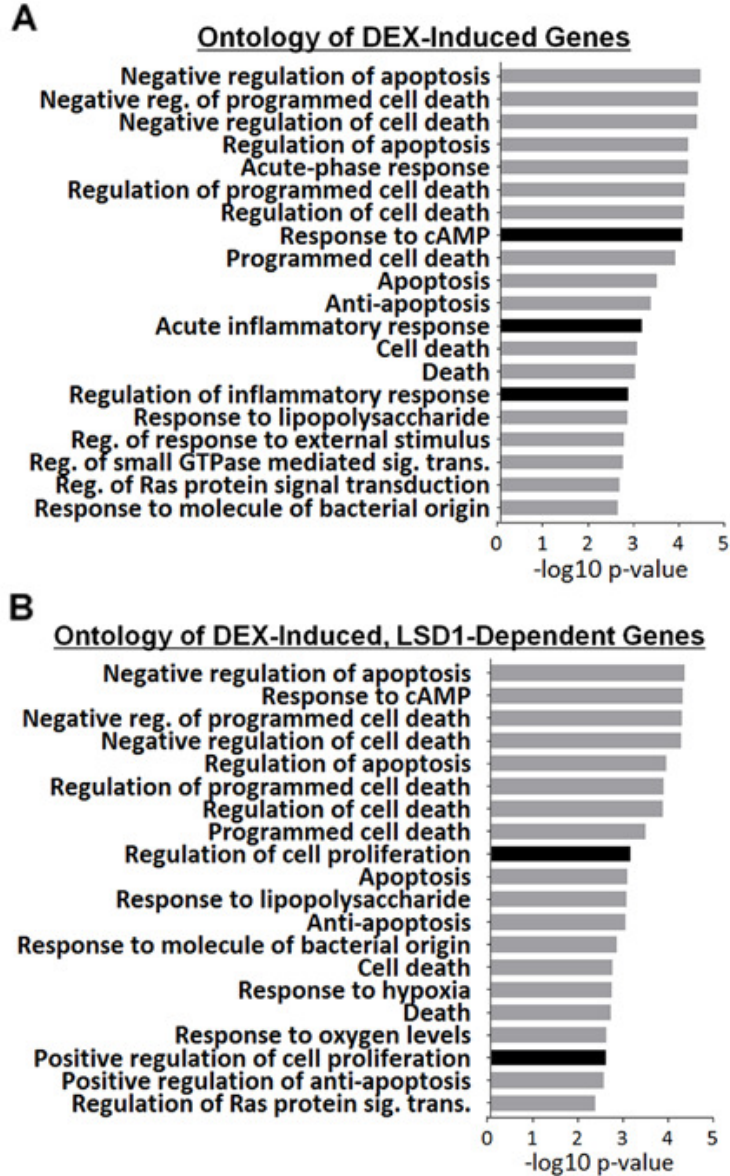 A
Ontology of DEX-Induced Genes
Negative regulation of apoptosis
Negative reg. of programmed cell death
Negative regulation of cell death
Regulation of apoptosis
Acute-phase response
Regulation of programmed cell death
Regulation of cell death
Response to cAMP
Programmed cell death
Apoptosis
Anti-apoptosis
Acute inflammatory response
Cell death
Death
Regulation of inflammatory response
Response to lipopolysaccharide
Reg. of response to external stimulus
Reg. of small GTPase mediated sig. trans.
Reg. of Ras protein signal transduction
Response to molecule of bacterial origin
0 1 2 3 4 5
-log10 p-value
B
Ontology of DEX-Induced, LSD1-Dependent Genes
Negative regulation of apoptosis
Response to cAMP
Negative reg. of programmed cell death
Negative regulation of cell death
Regulation of apoptosis
Regulation of programmed cell death
Regulation of cell death
Programmed cell death
Regulation of cell proliferation
Apoptosis
Response to lipopolysaccharide
Anti-apoptosis
Response to molecule of bacterial origin
Cell death
Response to hypoxia
Death
Response to oxygen levels
Positive regulation of cell proliferation
Positive regulation of anti-apoptosis
Regulation of Ras protein sig. trans.
0 1 2 3 4 5
-log10 p-value